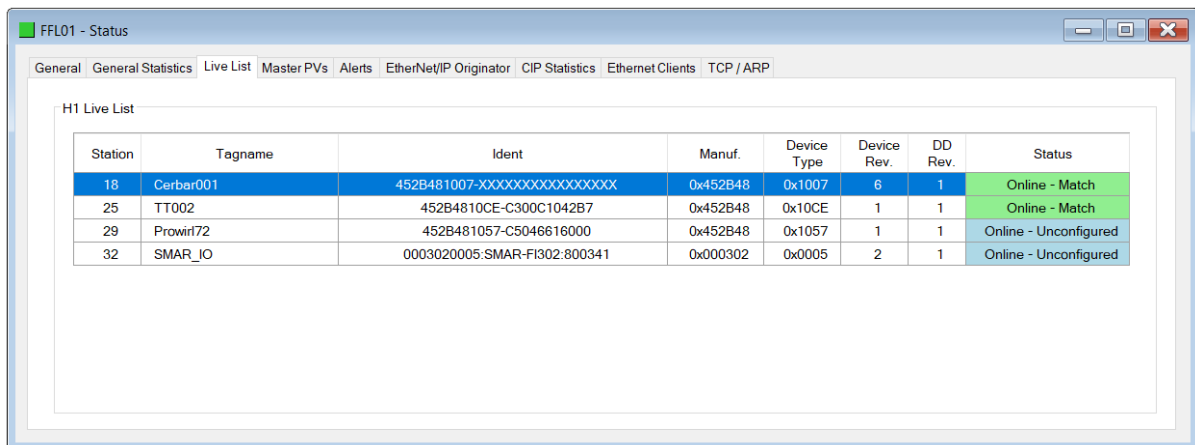 FFL01 - Status
General General Statistics Live List Master PVs Alerts EtherNet/IP Originator CIP Statistics Ethernet Clients TCP / ARP
H1 Live List
Station Tagname Ident Manuf. Device Type Device Rev. DD Rev. Status
18 Cerbar001 452B481007-XXXXXXXXXXXXXXXX 0x452B48 0x1007 6 1 Online - Match
25 TT002 452B4810CE-C300C1042B7 0x452B48 0x10CE 1 1 Online - Match
29 Prowirl72 452B481057-C5046616000 0x452B48 0x1057 1 1 Online - Unconfigured
32 SMAR_IO 0003020005:SMAR-FI302:800341 0x000302 0x0005 2 1 Online - Unconfigured